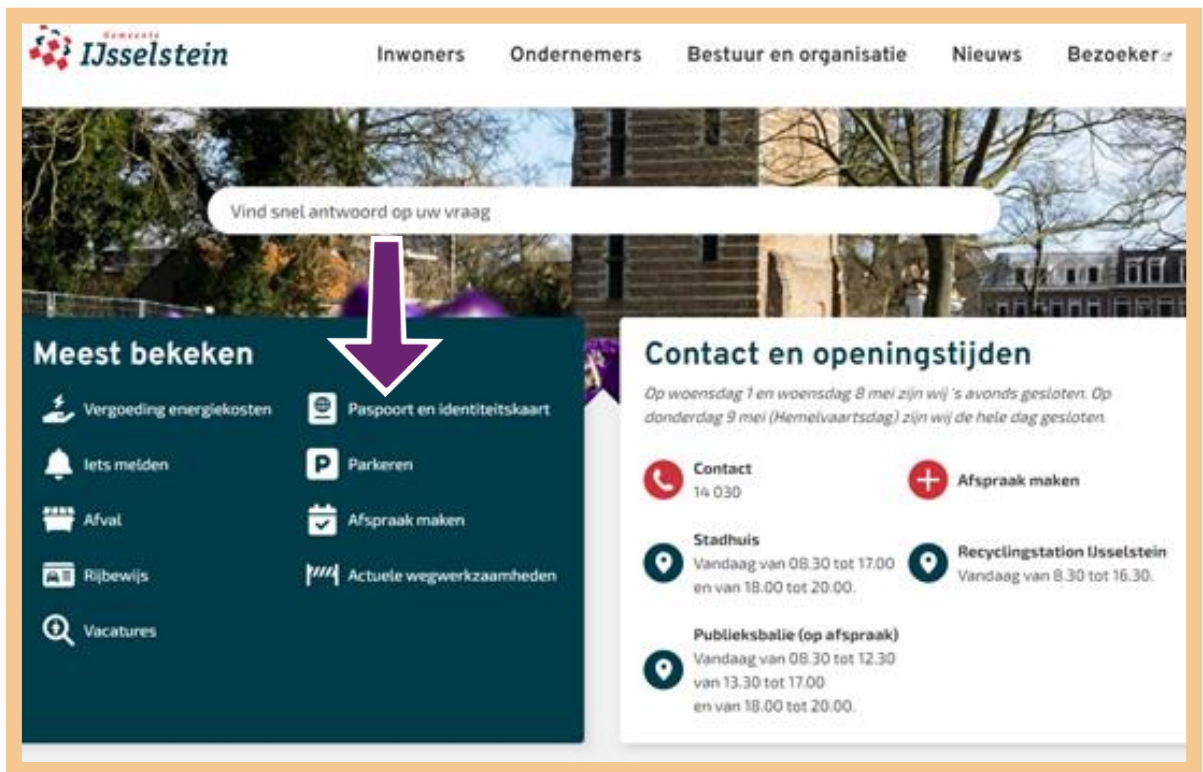 Gemeente
IJsselstein
Inwoners
Ondernemers
Bestuur en organisatie
Nieuws
Bezoeker
Vind snel antwoord op uw vraag
Meest bekeken
Vergoeding energiekosten
Iets melden
Afval
Rijbewijs
Vacatures
Paspoort en identiteitskaart
P
Parkeren
Afspraak maken
Actuele wegwerkzaamheden
Contact en openingstijden
Op woensdag 1 en woensdag 8 mei zijn wij 's avonds gesloten. Op
donderdag 9 mei (Hemelvaartsdag) zijn wij de hele dag gesloten.
Contact
14 030
Afspraak maken
Stadhuis
Vandaag van 08.30 tot 17.00
en van 18.00 tot 20.00.
Recyclingstation IJsselstein
Vandaag van 8.30 tot 16.30.
Publieksbalie (op afspraak)
Vandaag van 08.30 tot 12.30
van 13.30 tot 17.00
en van 18.00 tot 20.00.